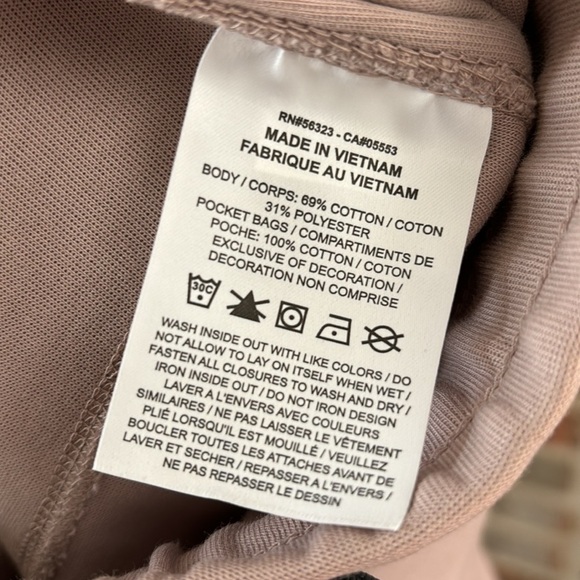 RN#56323 - CA#05553
MADE IN VIETNAM
FABRIQUE AU VIETNAM
BODY / CORPS: 69% COTTON / COTON
31% POLYESTER
POCKET BAGS / COMPARTIMENTS DE
POCHE: 100% COTTON / COTON
EXCLUSIVE OF DECORATION /
DECORATION NON COMPRISE
30C
WASH INSIDE OUT WITH LIKE COLORS / DO
NOT ALLOW TO LAY ON ITSELF WHEN WET /
FASTEN ALL CLOSURES TO WASH AND DRY /
IRON INSIDE OUT / DO NOT IRON DESIGN
LAVER A L'ENVERS AVEC COULEURS
SIMILAIRES / NE PAS LAISSER LE VÊTEMENT
PLIÉ LORSQU'IL EST MOUILLÉ / VEUILLEZ
BOUCLER TOUTES LES ATTACHES AVANT DE
LAVER ET SECHER / REPASSER A L'ENVERS /
NE PAS REPASSER LE DESSIN